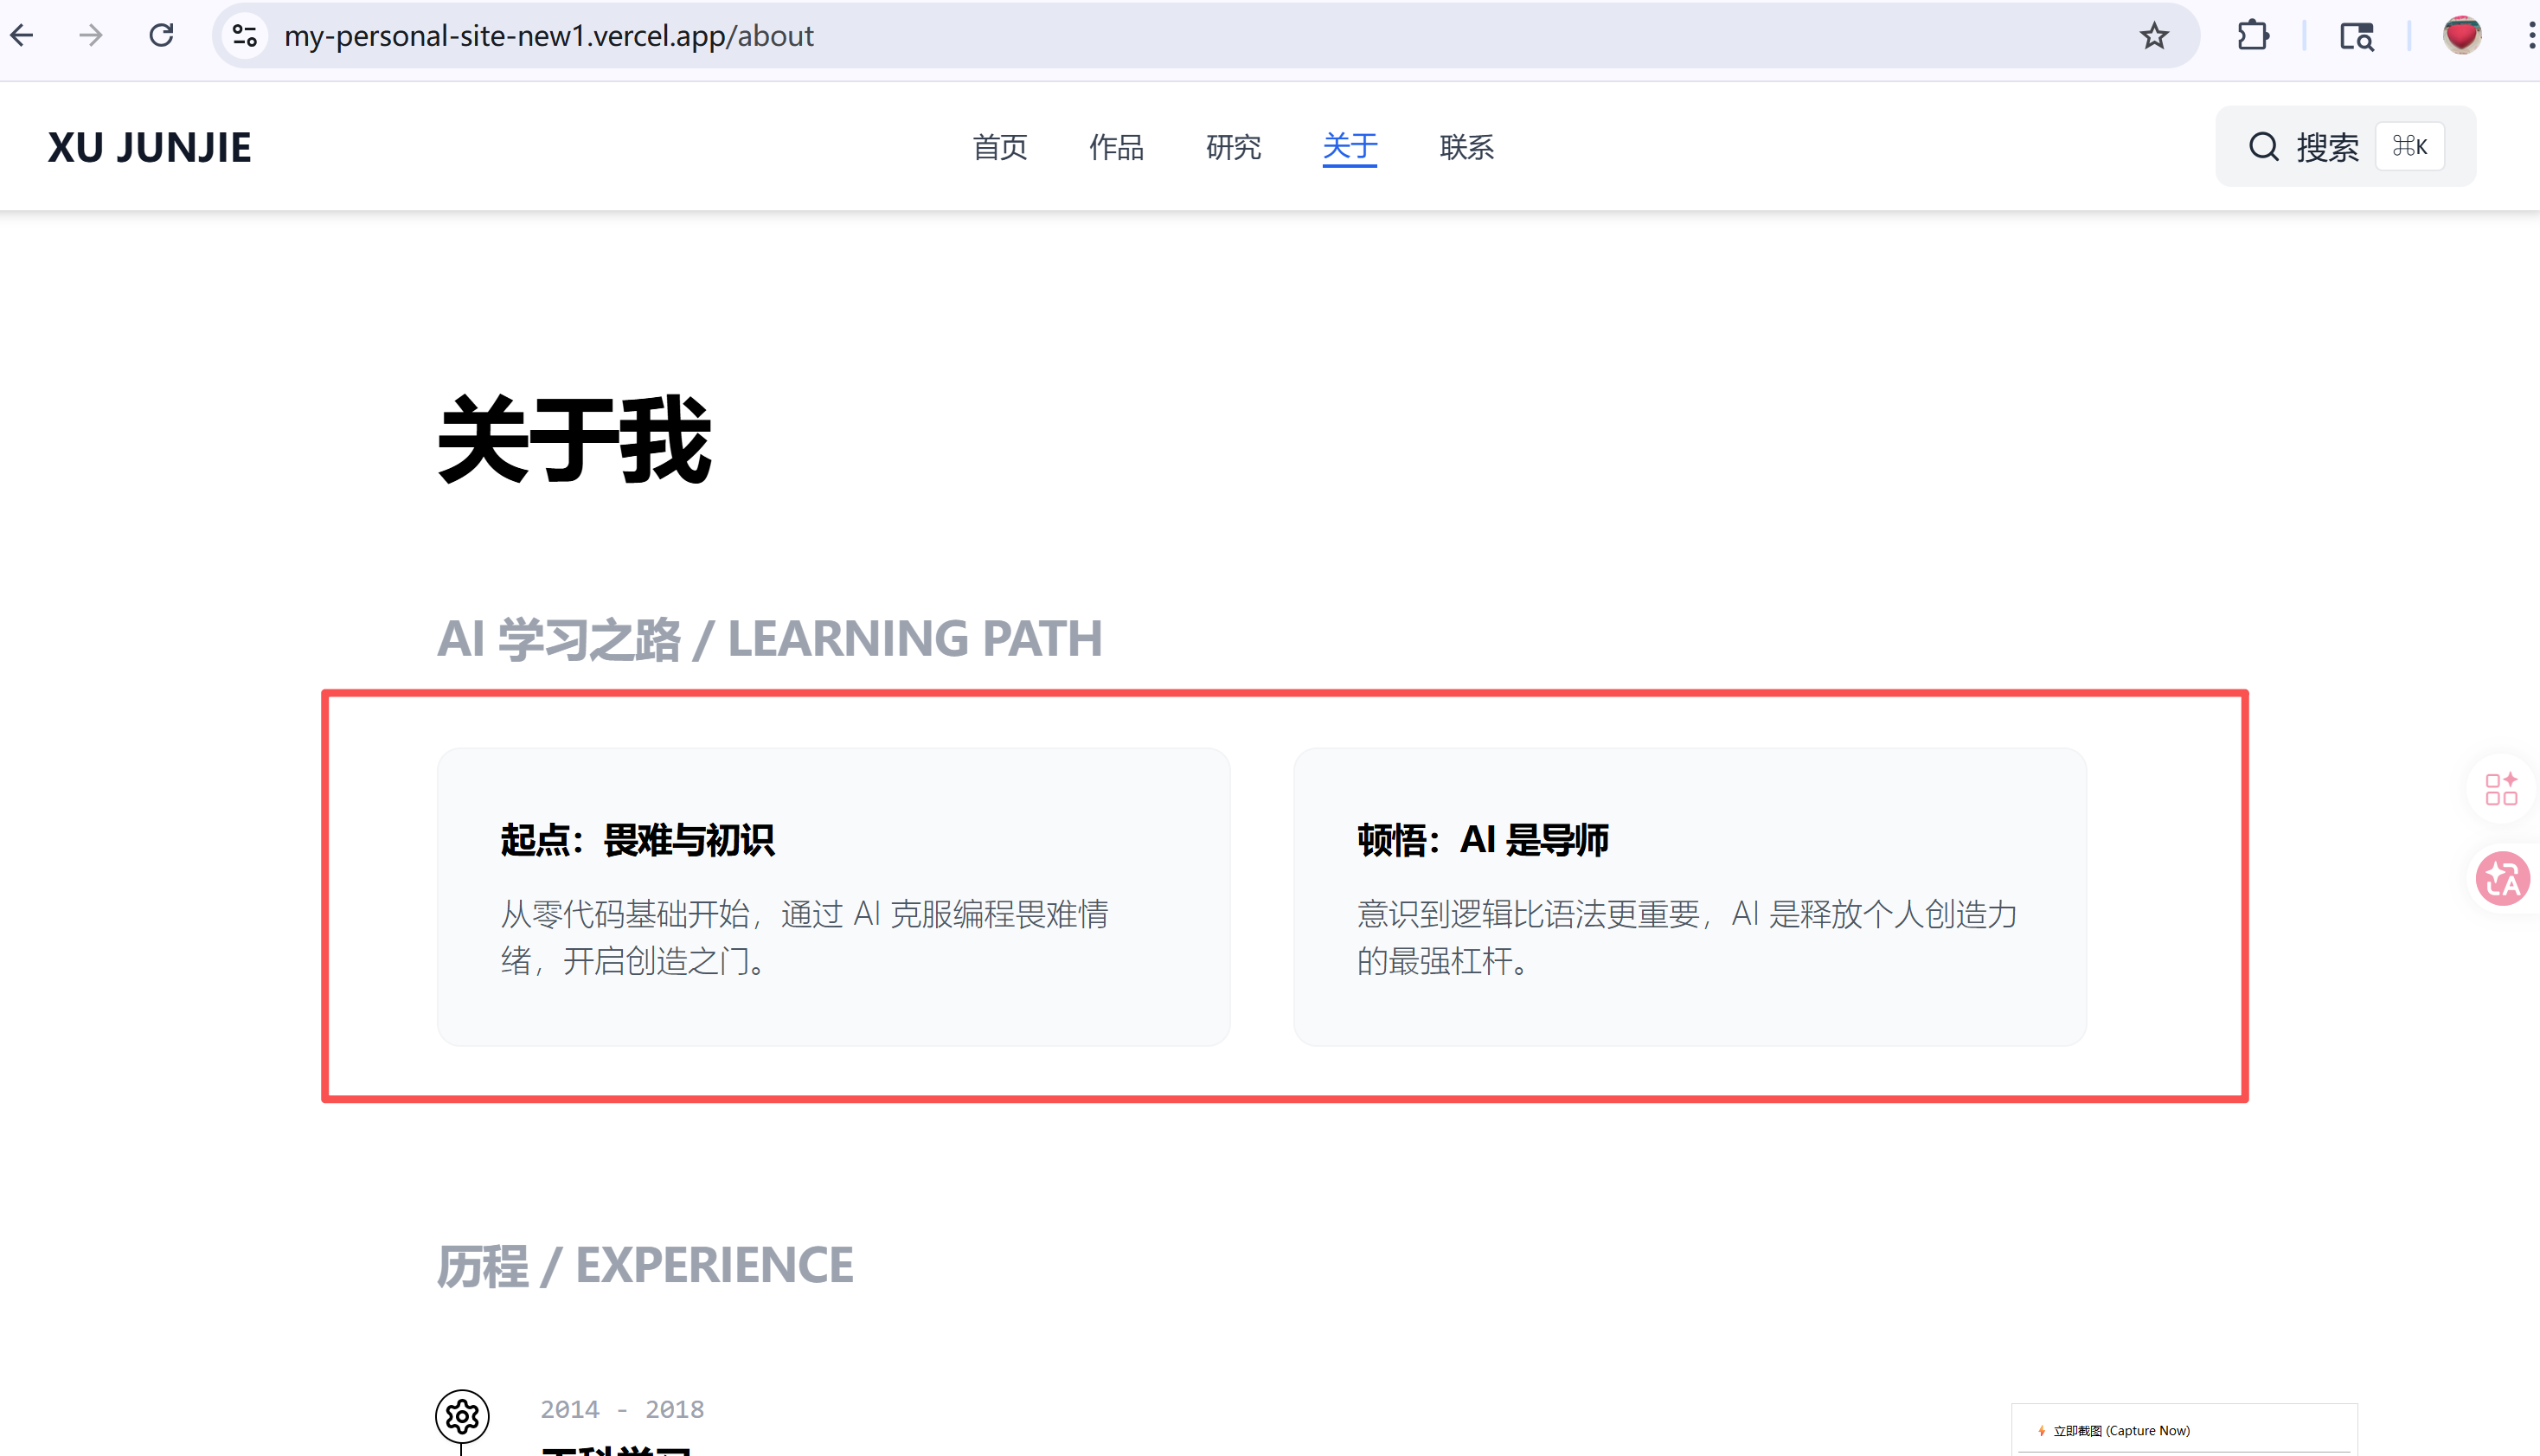 my-personal-site-new1.vercel.app/about
XU JUNJIE
首页
作品
研究
关于
联系
搜索
⌘K
关于我
AI 学习之路 / LEARNING PATH
起点：畏难与初识
从零代码基础开始，通过 AI 克服编程畏难情
绪，开启创造之门。
顿悟：AI 是导师
意识到逻辑比语法更重要，AI 是释放个人创造力
的最强杠杆。
历程 / EXPERIENCE
2014 - 2018
立即截图 (Capture Now)